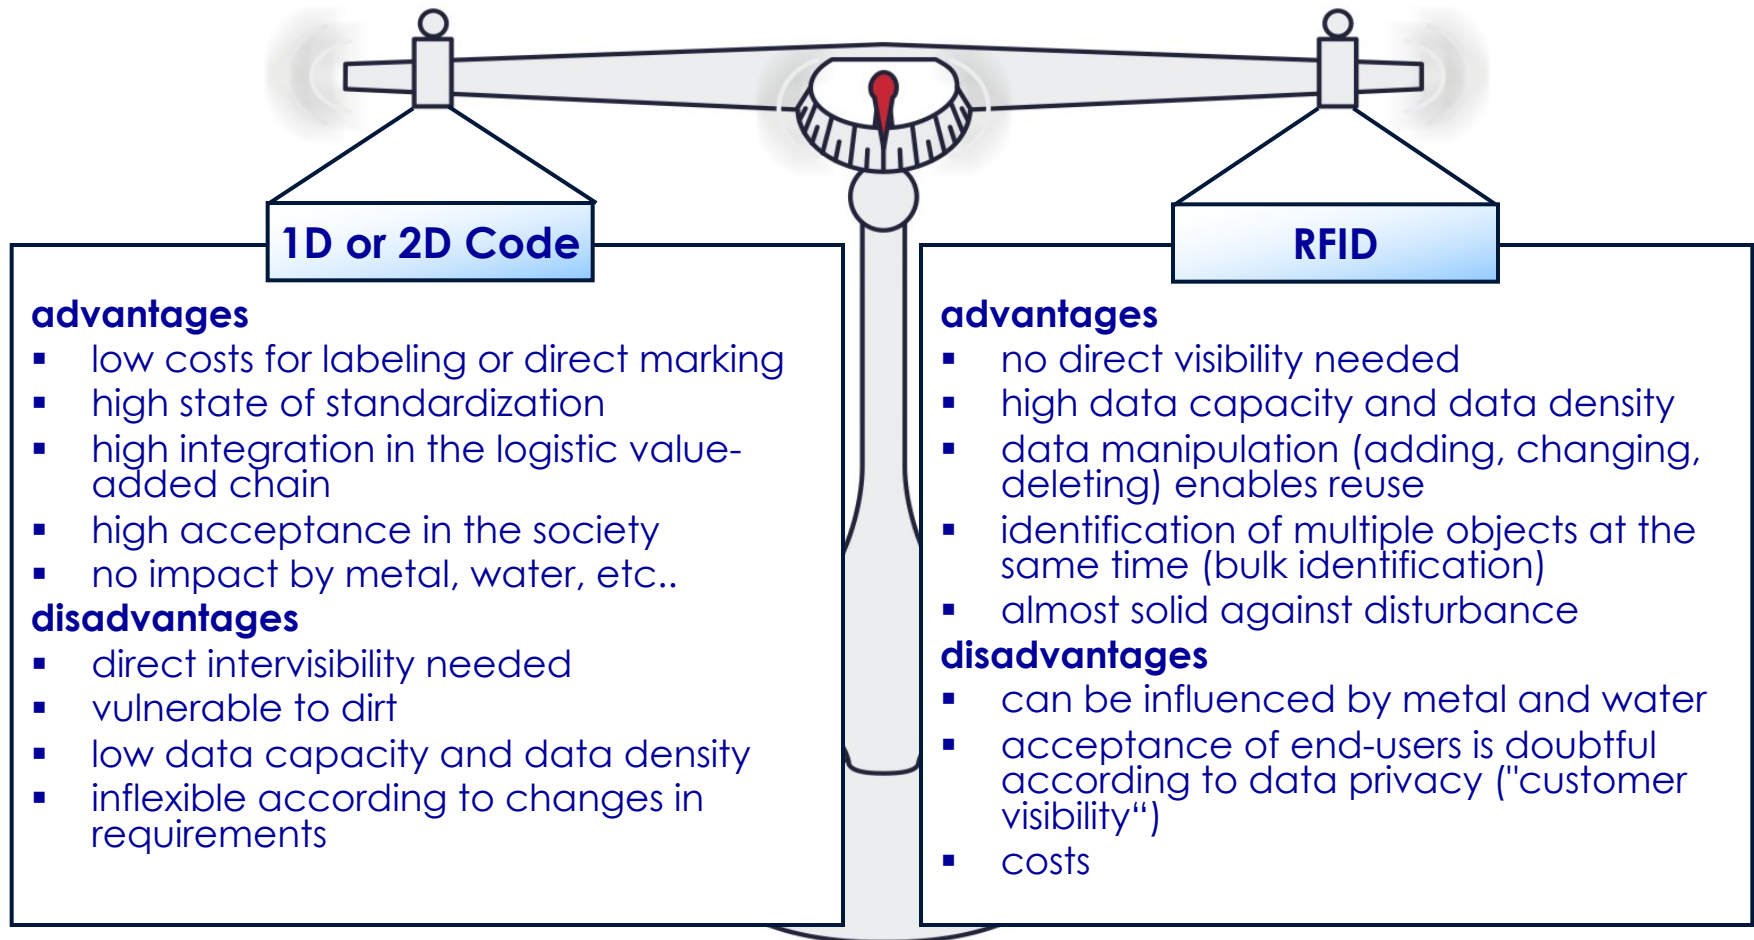 1D or 2D Code
advantages
▪ low costs for labeling or direct marking
▪ high state of standardization
▪ high integration in the logistic value-
added chain
▪ high acceptance in the society
▪ no impact by metal, water, etc..
disadvantages
▪ direct intervisibility needed
▪ vulnerable to dirt
▪ low data capacity and data density
▪ inflexible according to changes in
requirements
RFID
advantages
▪ no direct visibility needed
▪ high data capacity and data density
▪ data manipulation (adding, changing,
deleting) enables reuse
▪ identification of multiple objects at the
same time (bulk identification)
▪ almost solid against disturbance
disadvantages
▪ can be influenced by metal and water
▪ acceptance of end-users is doubtful
according to data privacy ("customer
visibility“)
▪ costs